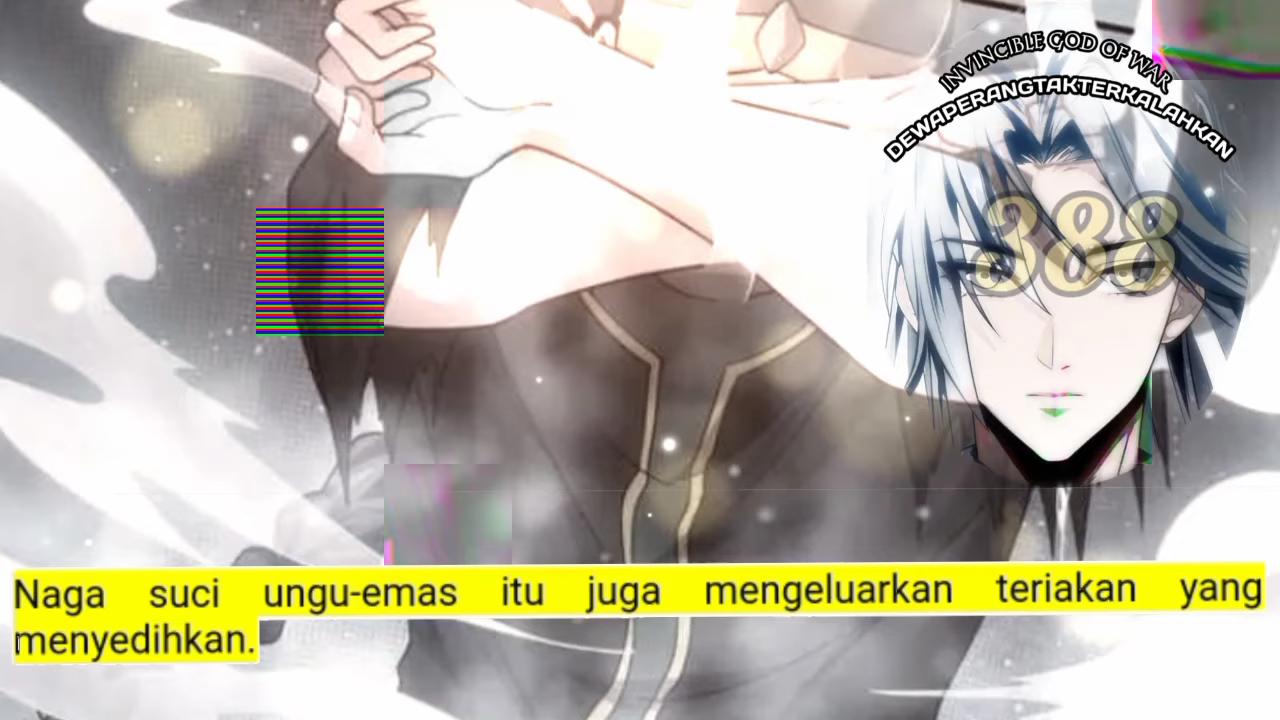 INVINCIBLE GOD OF WAR
DEWAPERANGTAKTERKALAHKAN
388
Naga suci ungu-emas itu juga mengeluarkan teriakan yang
menyedihkan.